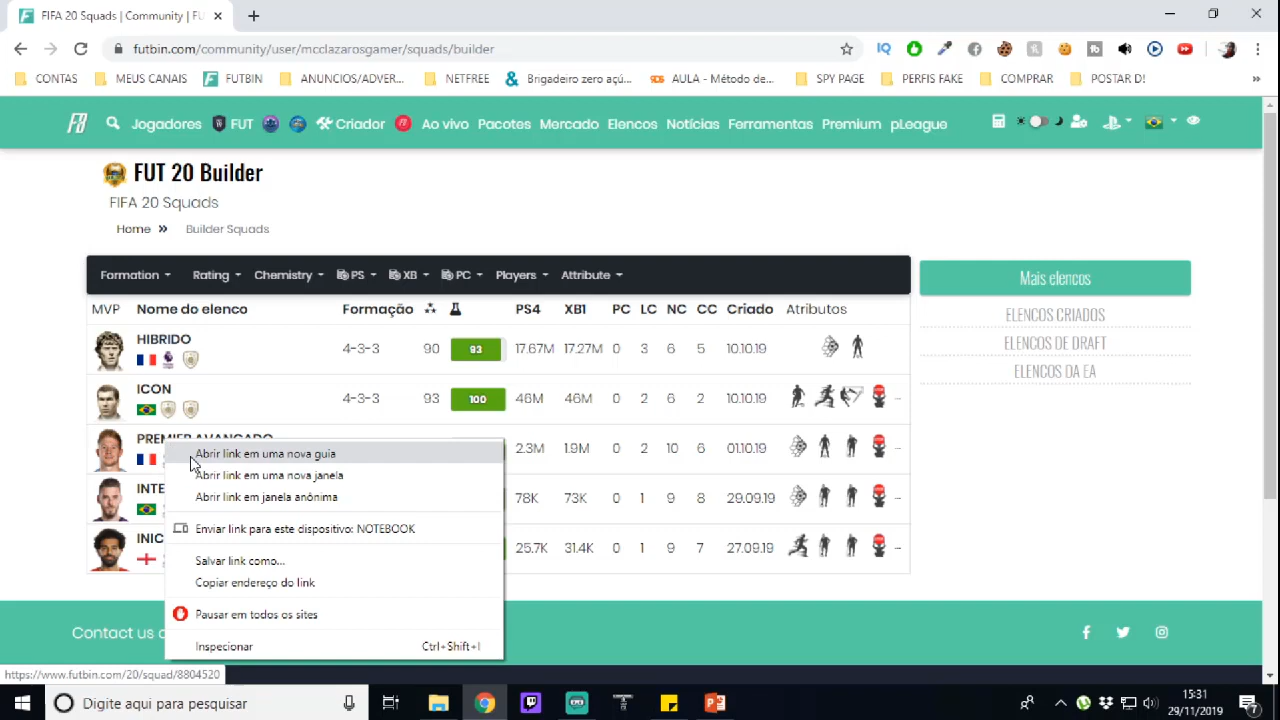 FIFA 20 Squads | Community | FU
futbin.com/community/user/mcclazarosgamer/squads/builder
CONTAS MEUS CANAIS FUTBIN ANUNCIOS/ADVER... NETFREE Brigadeiro zero açú... AULA - Método de... SPY PAGE PERFIS FAKE COMPRAR POSTAR D!
Jogadores FUT Criador Ao vivo Pacotes Mercado Elencos Notícias Ferramentas Premium pLeague
FUT 20 Builder
FIFA 20 Squads
Home » Builder Squads
Formation Rating Chemistry PS XB PC Players Attribute
Mais elencos
MVP Nome do elenco Formação PS4 XB1 PC LC NC CC Criado Atributos
ELENCOS CRIADOS
ELENCOS DE DRAFT
ELENCOS DA EA
HIBRIDO 4-3-3 90 93 17.67M 17.27M 0 3 6 5 10.10.19
ICON 4-3-3 93 100 46M 46M 0 2 6 2 10.10.19
PREMIER AVANÇADO 2.3M 1.9M 0 2 10 6 01.10.19
INTE 78K 73K 0 1 9 8 29.09.19
INIC 25.7K 31.4K 0 1 9 7 27.09.19
Abrir link em uma nova guia
Abrir link em uma nova janela
Abrir link em janela anônima
Enviar link para este dispositivo: NOTEBOOK
Salvar link como...
Copiar endereço do link
Pausar em todos os sites
Inspecionar Ctrl+Shift+I
Contact us
https://www.futbin.com/20/squad/8804520
Digite aqui para pesquisar
15:31
29/11/2019
7